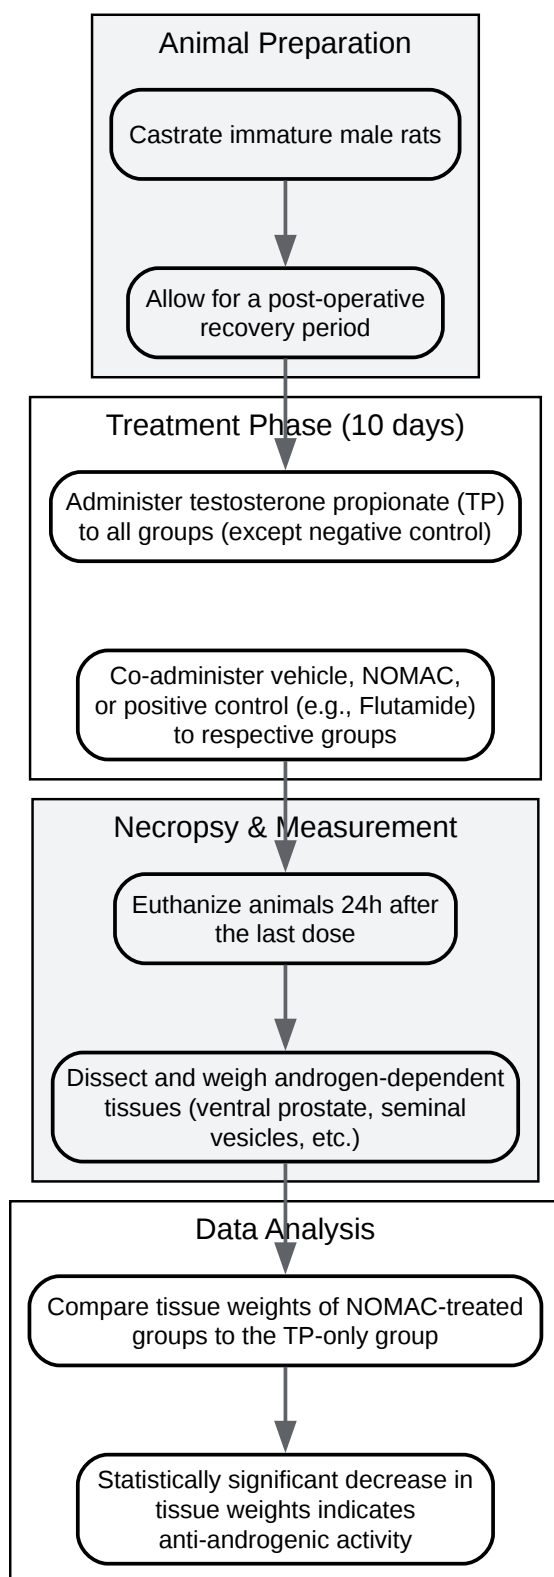 Animal Preparation
Castrate immature male rats
Allow for a post-operative
recovery period
Treatment Phase (10 days)
Administer testosterone propionate (TP)
to all groups (except negative control)
Co-administer vehicle, NOMAC,
or positive control (e.g., Flutamide)
to respective groups
Necropsy & Measurement
Euthanize animals 24h after
the last dose
Dissect and weigh androgen-dependent
tissues (ventral prostate, seminal
vesicles, etc.)
Data Analysis
Compare tissue weights of NOMAC-treated
groups to the TP-only group
Statistically significant decrease in
tissue weights indicates
anti-androgenic activity